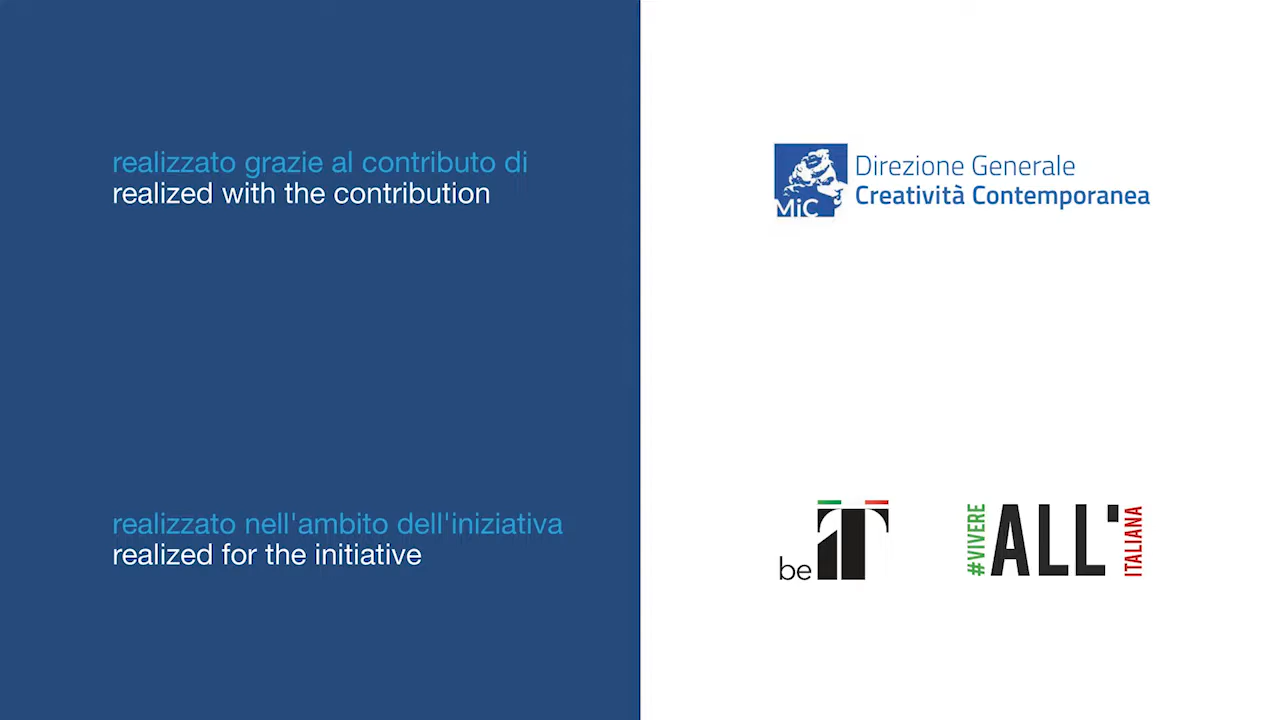 realizzato grazie al contributo di
realized with the contribution
MiC
Direzione Generale
Creatività Contemporanea
realizzato nell'ambito dell'iniziativa
realized for the initiative
be IT
#VIVERE
ALL'
ITALIANA